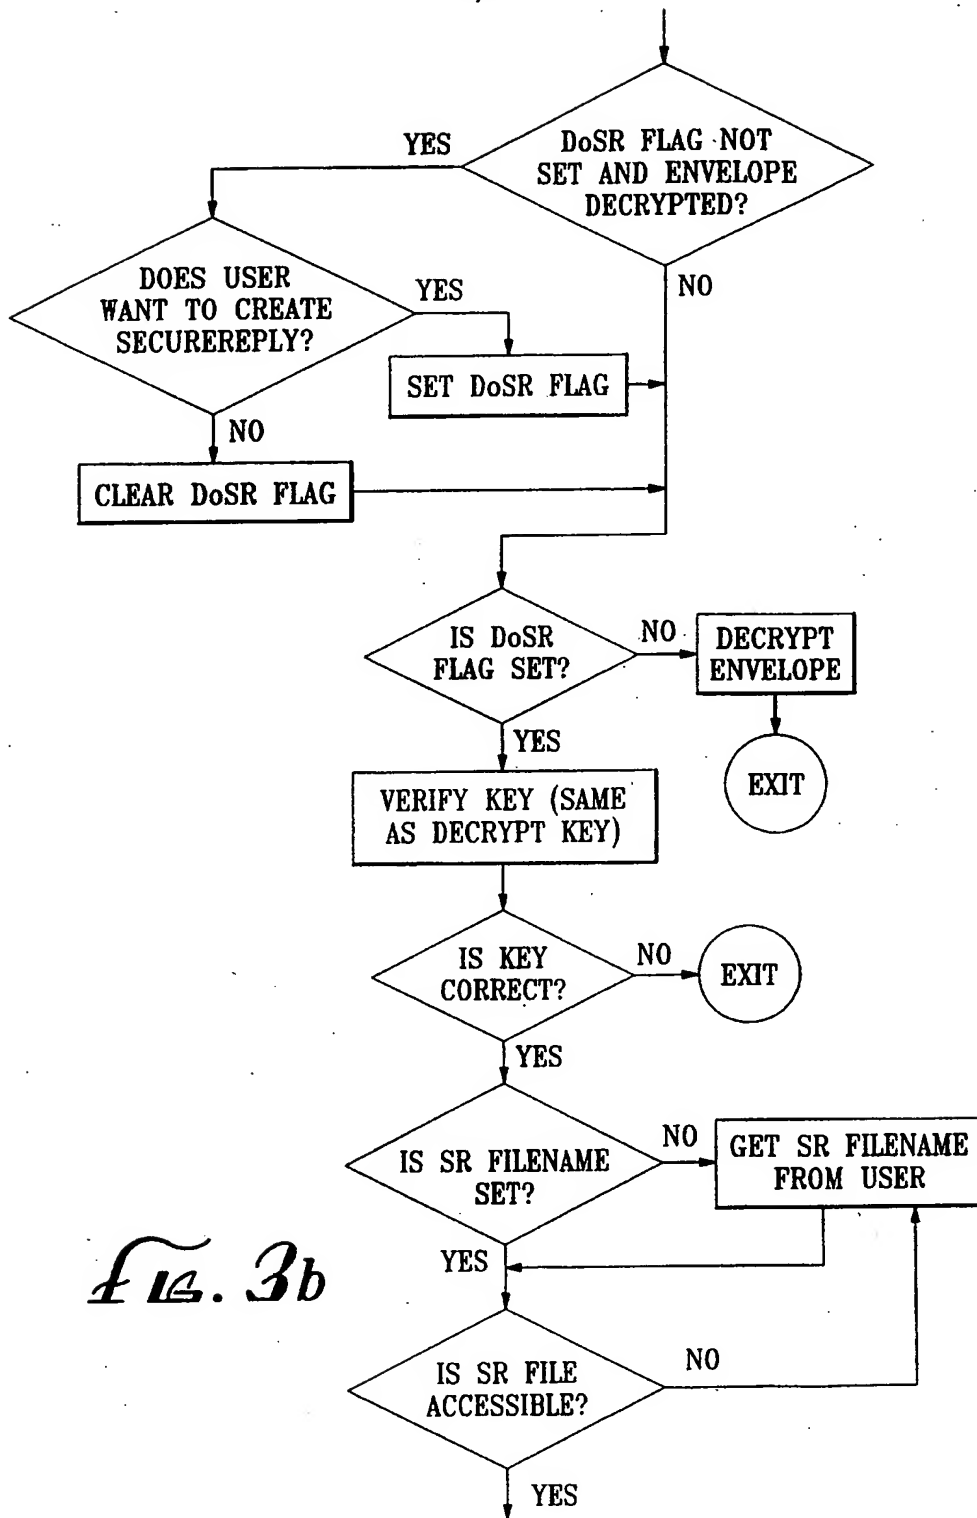 DoSR FLAG NOT
SET AND ENVELOPE
DECRYPTED?
YES
NO
DOES USER
WANT TO CREATE
SECUREREPLY?
YES
SET DoSR FLAG
NO
CLEAR DoSR FLAG
IS DoSR
FLAG SET?
NO
DECRYPT
ENVELOPE
EXIT
YES
VERIFY KEY (SAME
AS DECRYPT KEY)
IS KEY
CORRECT?
NO
EXIT
YES
IS SR FILENAME
SET?
NO
GET SR FILENAME
FROM USER
YES
IS SR FILE
ACCESSIBLE?
NO
YES
FIG. 3b